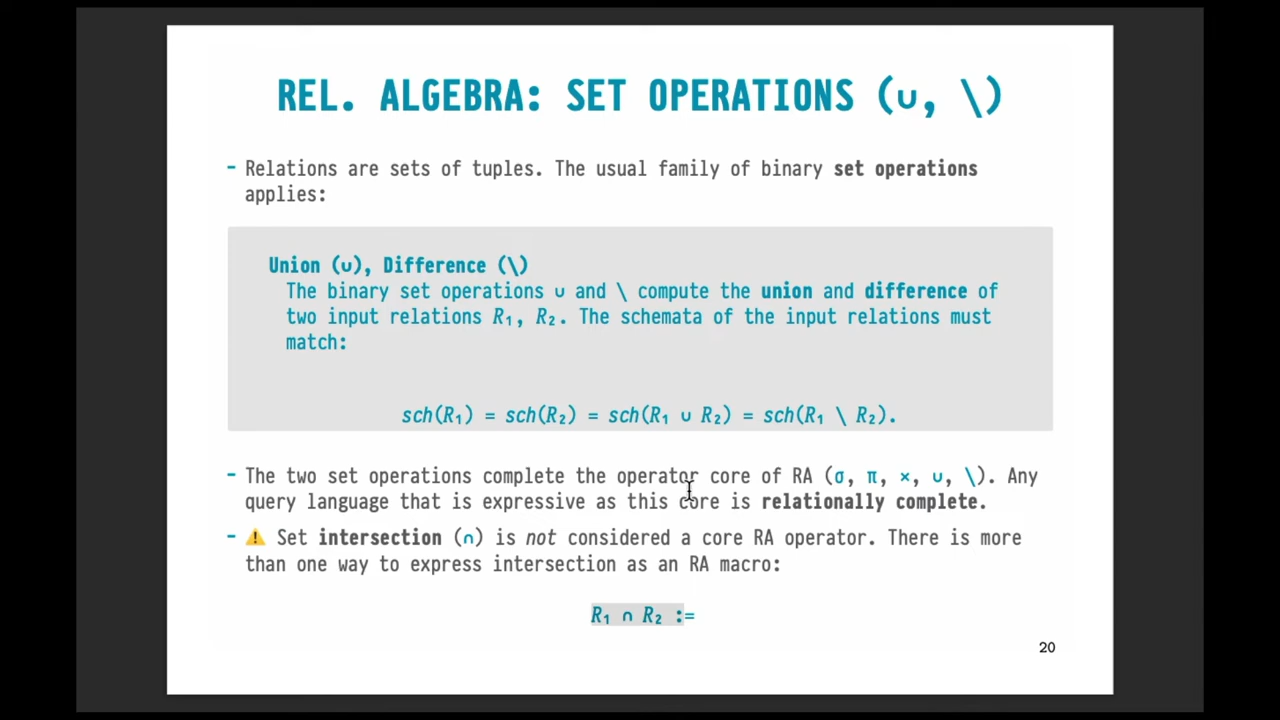 REL. ALGEBRA: SET OPERATIONS (∪, \)
- Relations are sets of tuples. The usual family of binary set operations
applies:
Union (∪), Difference (\)
The binary set operations ∪ and \ compute the union and difference of
two input relations R₁, R₂. The schemata of the input relations must
match:
sch(R₁) = sch(R₂) = sch(R₁ ∪ R₂) = sch(R₁ \ R₂).
- The two set operations complete the operator core of RA (σ, π, ×, ∪, \). Any
query language that is expressive as this core is relationally complete.
- ⚠️ Set intersection (∩) is not considered a core RA operator. There is more
than one way to express intersection as an RA macro:
R₁ ∩ R₂ :=
20